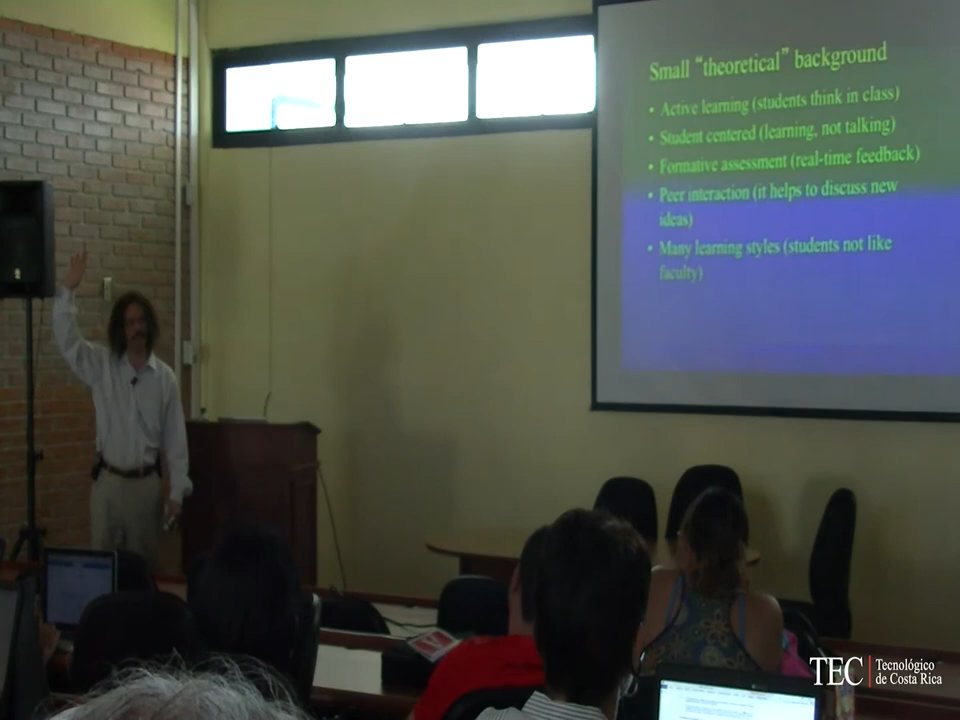 Small “theoretical” background
• Active learning (students think in class)
• Student centered (learning, not talking)
• Formative assessment (real-time feedback)
• Peer interaction (it helps to discuss new
ideas)
• Many learning styles (students not like
faculty)
TEC | Tecnológico
de Costa Rica